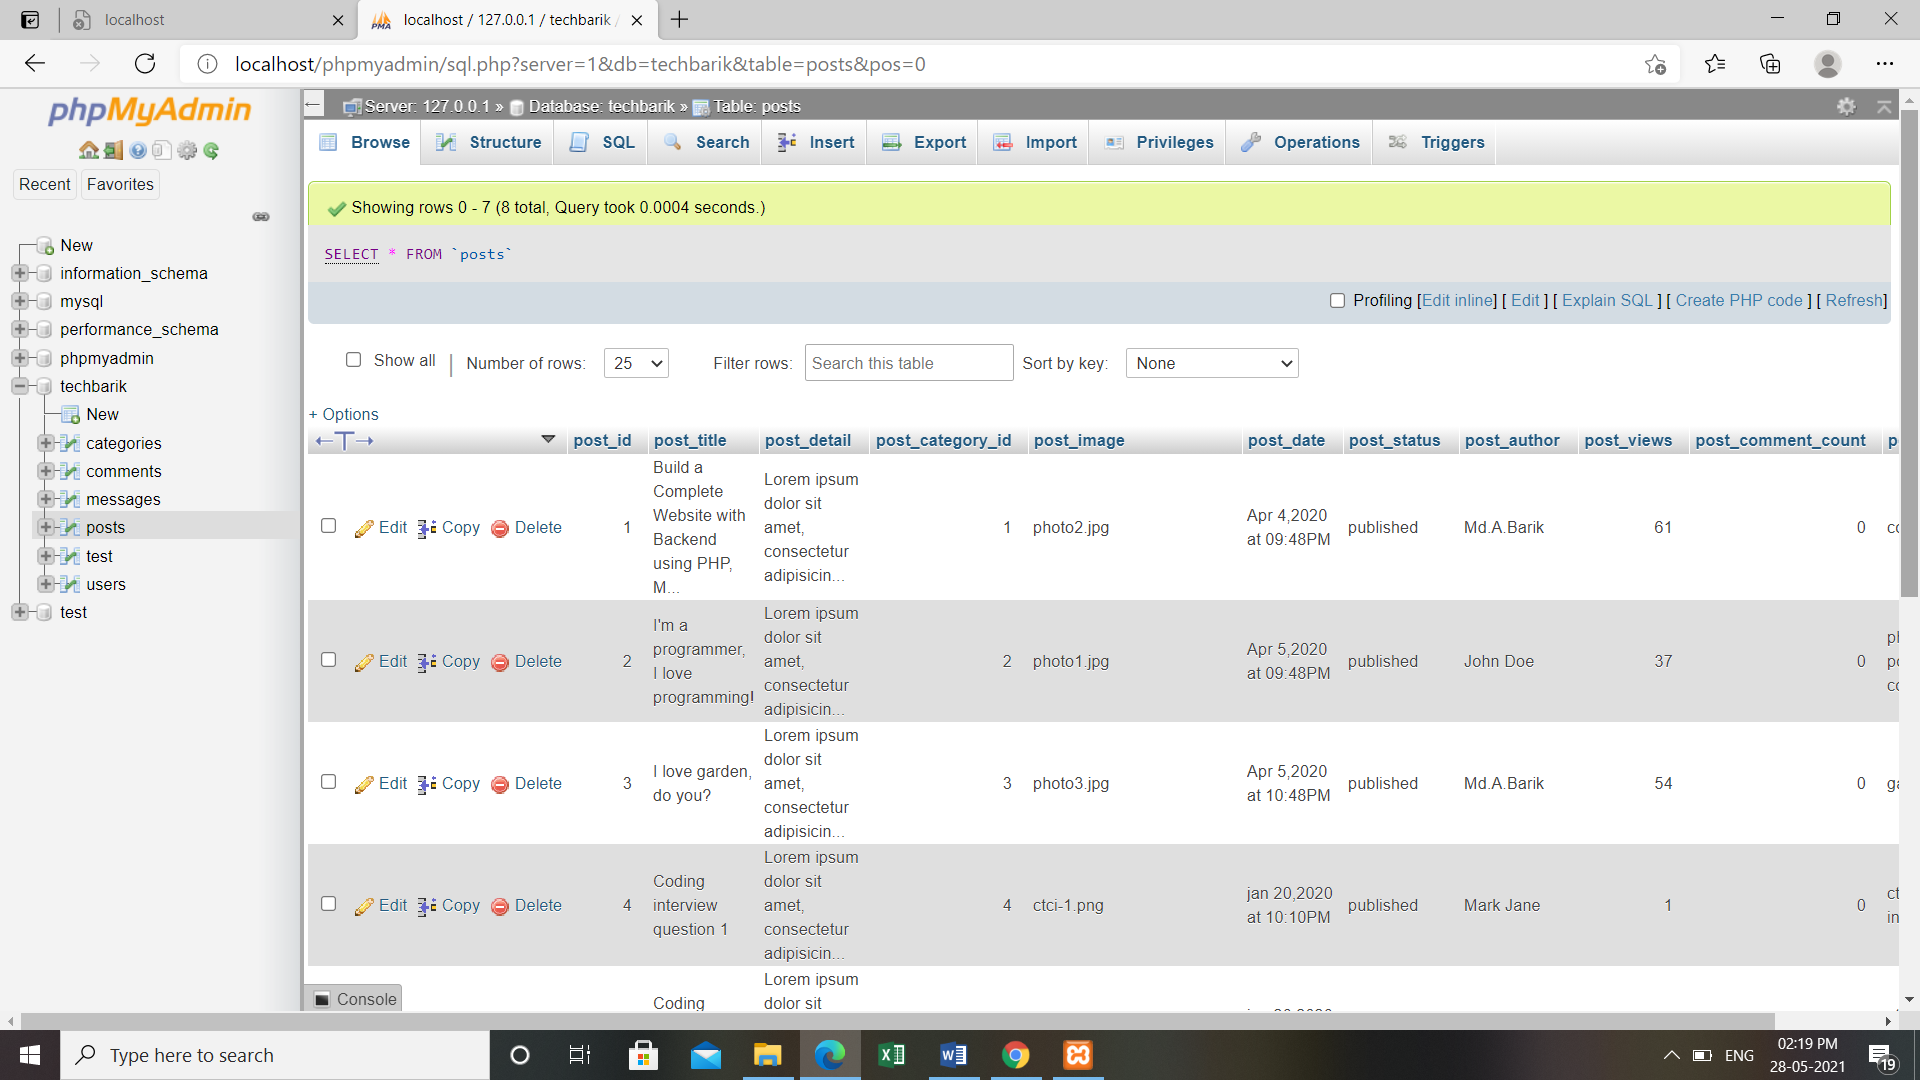 localhost
localhost / 127.0.0.1 / techbarik /
localhost/phpmyadmin/sql.php?server=1&db=techbarik&table=posts&pos=0
phpMyAdmin
Recent Favorites
New
information_schema
mysql
performance_schema
phpmyadmin
techbarik
New
categories
comments
messages
posts
test
users
test
Server: 127.0.0.1 » Database: techbarik » Table: posts
Browse Structure SQL Search Insert Export Import Privileges Operations Triggers
Showing rows 0 - 7 (8 total, Query took 0.0004 seconds.)
SELECT * FROM `posts`
Profiling [Edit inline] [ Edit ] [ Explain SQL ] [ Create PHP code ] [ Refresh]
Show all | Number of rows: 25 Filter rows: Search this table Sort by key: None
+ Options
←T→ post_id post_title post_detail post_category_id post_image post_date post_status post_author post_views post_comment_count
Edit Copy Delete 1
Build a
Complete
Website with
Backend
using PHP,
M...
Lorem ipsum
dolor sit
amet,
consectetur
adipisicin...
1 photo2.jpg
Apr 4,2020
at 09:48PM
published Md.A.Barik 61 0
Edit Copy Delete 2
I'm a
programmer,
I love
programming!
Lorem ipsum
dolor sit
amet,
consectetur
adipisicin...
2 photo1.jpg
Apr 5,2020
at 09:48PM
published John Doe 37 0
Edit Copy Delete 3
I love garden,
do you?
Lorem ipsum
dolor sit
amet,
consectetur
adipisicin...
3 photo3.jpg
Apr 5,2020
at 10:48PM
published Md.A.Barik 54 0
Edit Copy Delete 4
Coding
interview
question 1
Lorem ipsum
dolor sit
amet,
consectetur
adipisicin...
4 ctci-1.png
jan 20,2020
at 10:10PM
published Mark Jane 1 0
Coding
Lorem ipsum
dolor sit
Console
Type here to search
ENG
02:19 PM
28-05-2021
19